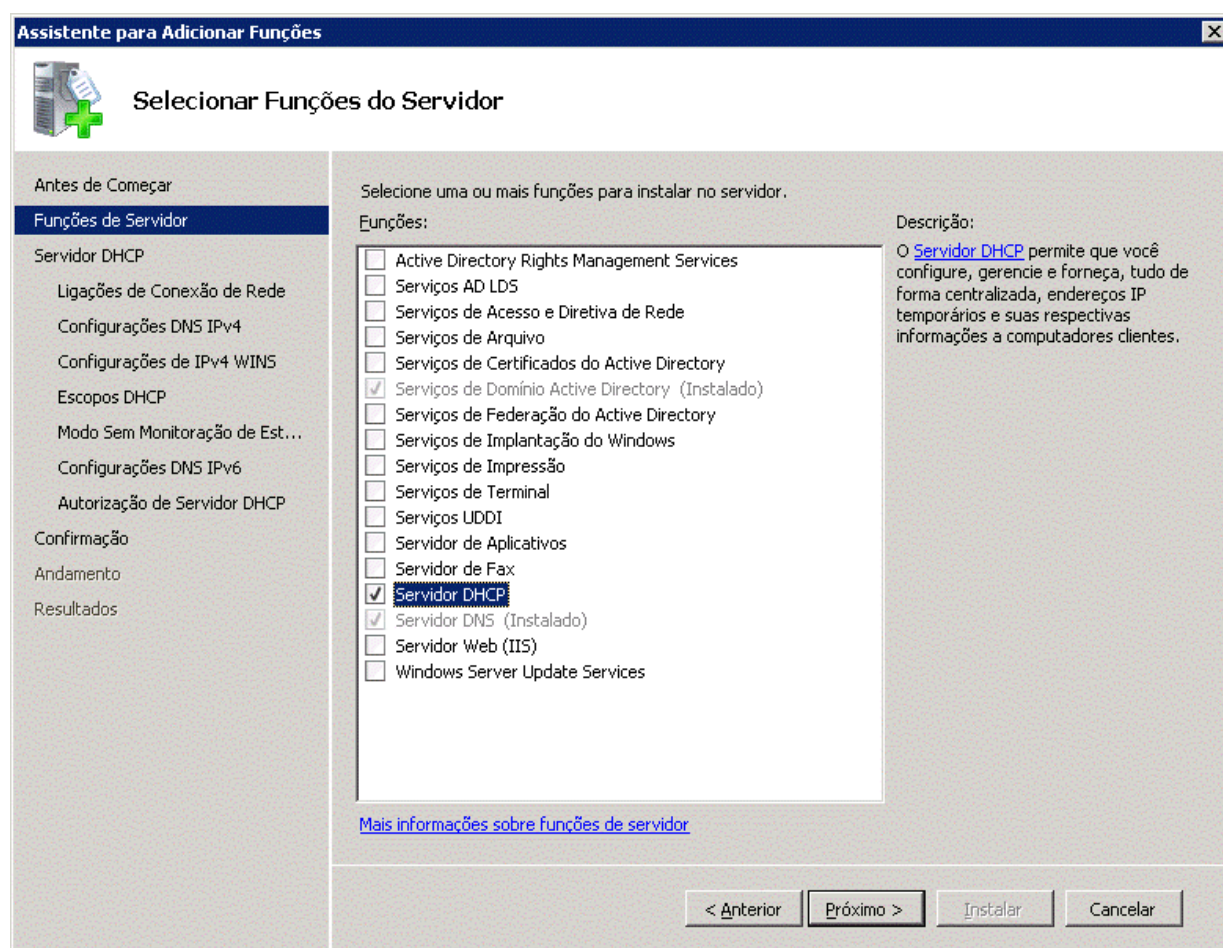 Assistente para Adicionar Funções
Selecionar Funções do Servidor
Antes de Começar
Funções de Servidor
Servidor DHCP
Ligações de Conexão de Rede
Configurações DNS IPv4
Configurações de IPv4 WINS
Escopos DHCP
Modo Sem Monitoração de Est...
Configurações DNS IPv6
Autorização de Servidor DHCP
Confirmação
Andamento
Resultados
Selecione uma ou mais funções para instalar no servidor.
Funções:
Active Directory Rights Management Services
Serviços AD LDS
Serviços de Acesso e Diretiva de Rede
Serviços de Arquivo
Serviços de Certificados do Active Directory
Serviços de Domínio Active Directory (Instalado)
Serviços de Federação do Active Directory
Serviços de Implantação do Windows
Serviços de Impressão
Serviços de Terminal
Serviços UDDI
Servidor de Aplicativos
Servidor de Fax
Servidor DHCP
Servidor DNS (Instalado)
Servidor Web (IIS)
Windows Server Update Services
Mais informações sobre funções de servidor
Descrição:
O Servidor DHCP permite que você
configure, gerencie e forneça, tudo de
forma centralizada, endereços IP
temporários e suas respectivas
informações a computadores clientes.
< Anterior
Próximo >
Instalar
Cancelar